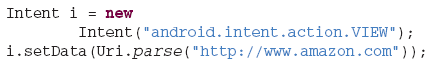 Intent i = new
Intent("android.intent.action.VIEW");
i.setData(Uri.parse("http://www.amazon.com"));